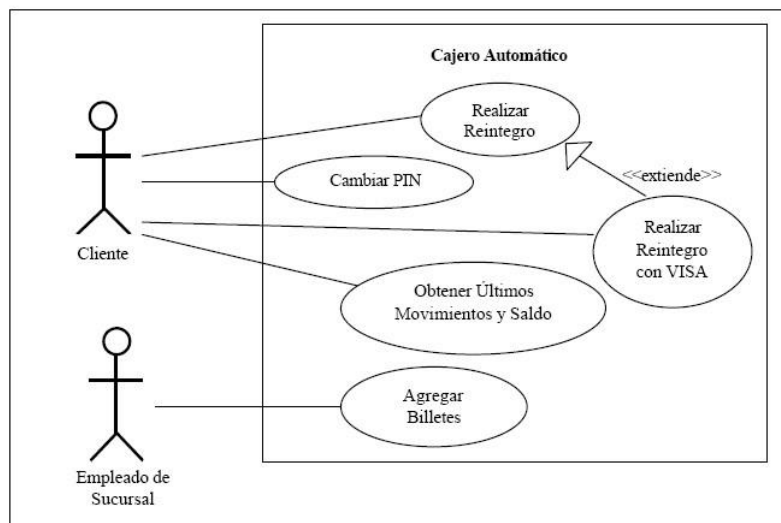 Cajero Automático
Realizar
Reintegro
<<extiende>>
Cambiar PIN
Realizar
Reintegro
con VISA
Cliente
Obtener Últimos
Movimientos y Saldo
Agregar
Billetes
Empleado de
Sucursal